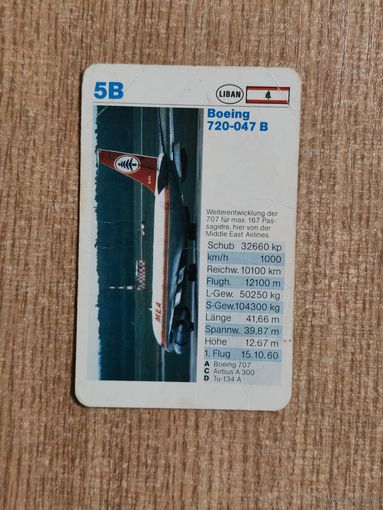 5B
LIBAN
Boeing
720-047 B
Weiterentwicklung der
707 für max. 167 Pas-
sagiere, hier von der
Middle East Airlines.
Schub 32660 kp
km/h 1000
Reichw. 10100 km
Flugh. 12100 m
L-Gew. 50250 kg
S-Gew. 104300 kg
Länge 41,66 m
Spannw. 39,87 m
Höhe 12.67 m
1. Flug 15.10.60
A Boeing 707
C Airbus A 300
D Tu-134 A
MEA